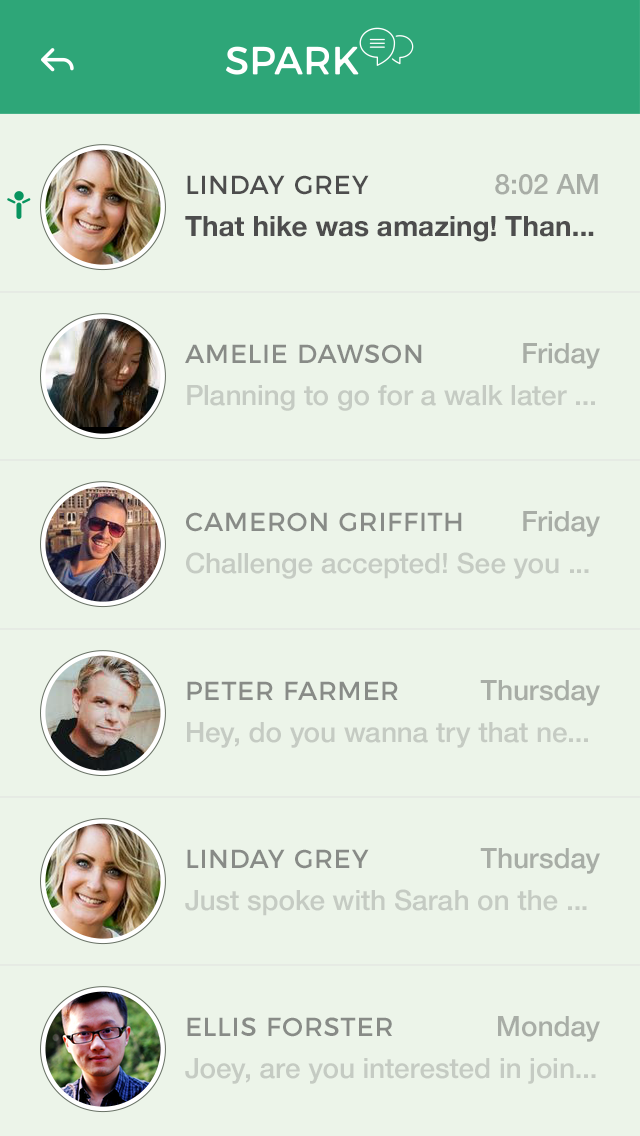 SPARK
LINDAY GREY 8:02 AM
That hike was amazing! Than...
AMELIE DAWSON Friday
Planning to go for a walk later ...
CAMERON GRIFFITH Friday
Challenge accepted! See you ...
PETER FARMER Thursday
Hey, do you wanna try that ne...
LINDAY GREY Thursday
Just spoke with Sarah on the ...
ELLIS FORSTER Monday
Joey, are you interested in join...